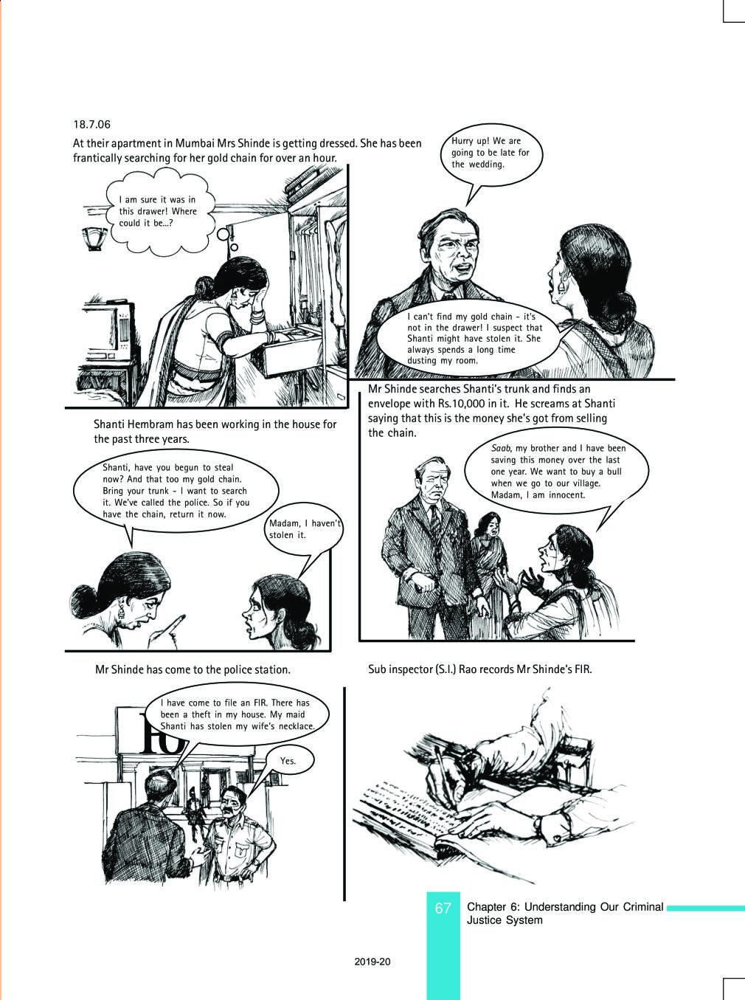 18.7.06
At their apartment in Mumbai Mrs Shinde is getting dressed. She has been
frantically searching for her gold chain for over an hour.
I am sure it was in
this drawer! Where
could it be...?
Hurry up! We are
going to be late for
the wedding.
I can't find my gold chain - it's
not in the drawer! I suspect that
Shanti might have stolen it. She
always spends a long time
dusting my room.
Shanti Hembram has been working in the house for
the past three years.
Shanti, have you begun to steal
now? And that too my gold chain.
Bring your trunk - I want to search
it. We've called the police. So if you
have the chain, return it now.
Madam, I haven't
stolen it.
Mr Shinde searches Shanti's trunk and finds an
envelope with Rs.10,000 in it. He screams at Shanti
saying that this is the money she's got from selling
the chain.
Saab, my brother and I have been
saving this money over the last
one year. We want to buy a bull
when we go to our village.
Madam, I am innocent.
Mr Shinde has come to the police station.
I have come to file an FIR. There has
been a theft in my house. My maid
Shanti has stolen my wife's necklace.
Yes.
Sub inspector (S.I.) Rao records Mr Shinde's FIR.
67
Chapter 6: Understanding Our Criminal
Justice System
2019-20